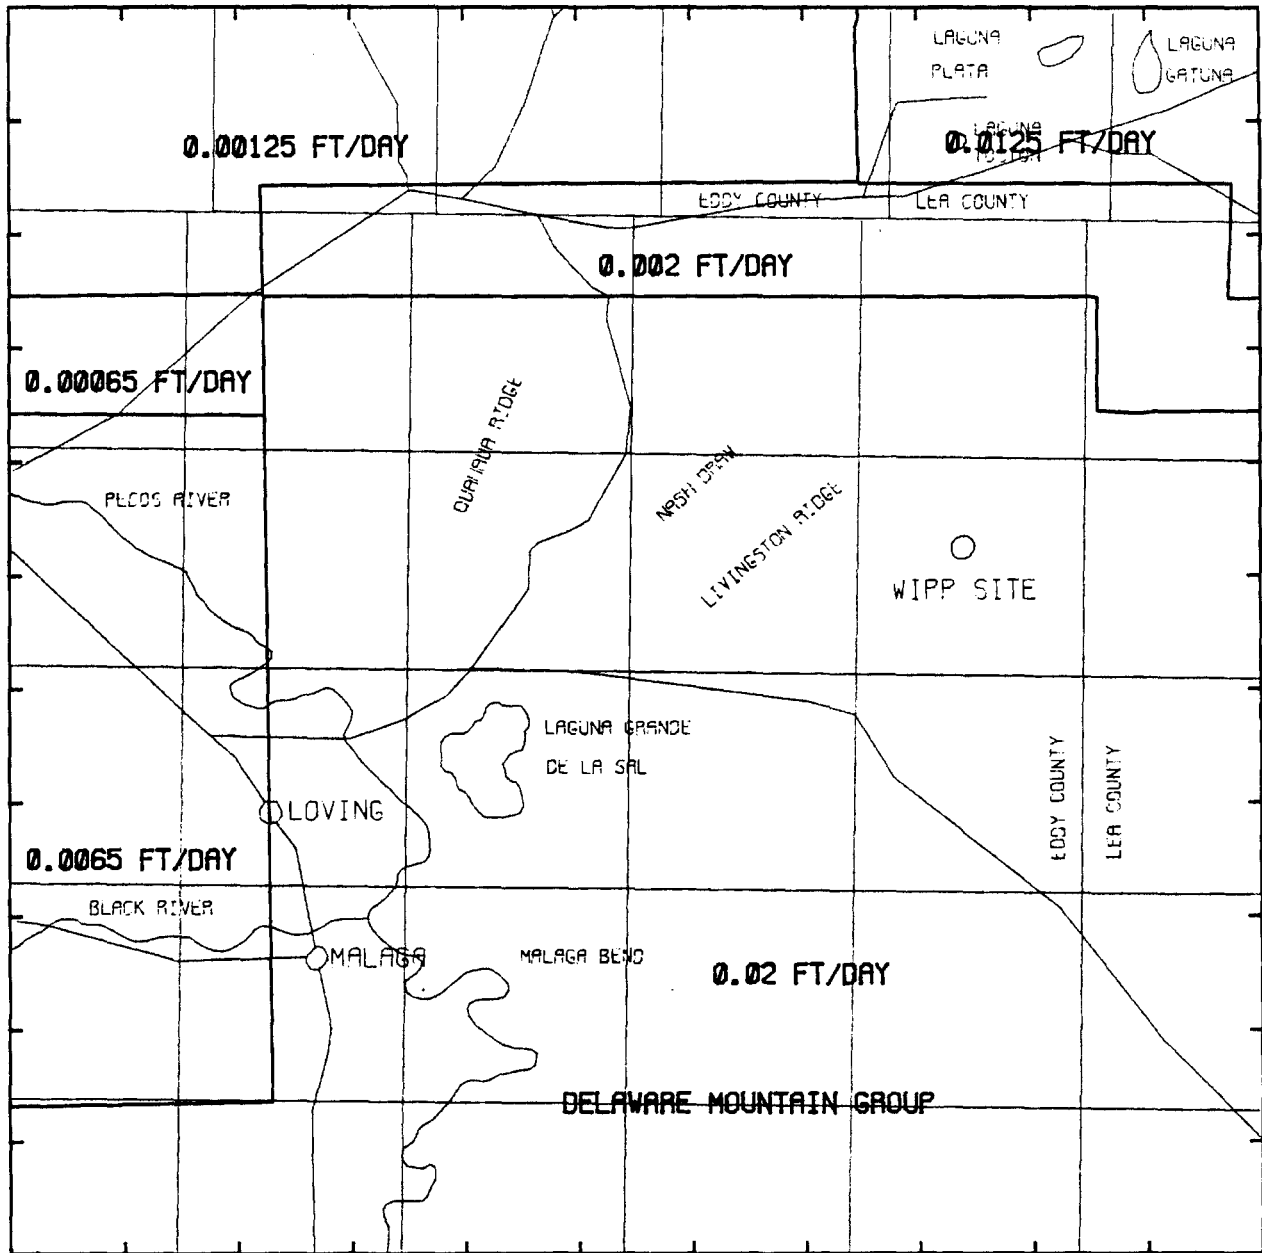 LAGUNA
PLATA
LAGUNA
GATUNA
0.00125 FT/DAY
LAGUNA
0.0125 FT/DAY
EDDY COUNTY
LEA COUNTY
0.002 FT/DAY
0.00065 FT/DAY
QUAHADA RIDGE
NASH DRAW
PECOS RIVER
LIVINGSTON RIDGE
WIPP SITE
LAGUNA GRANDE
DE LA SAL
EDDY COUNTY
LEA COUNTY
LOVING
0.0065 FT/DAY
BLACK RIVER
MALAGA
MALAGA BEND
0.02 FT/DAY
DELAWARE MOUNTAIN GROUP